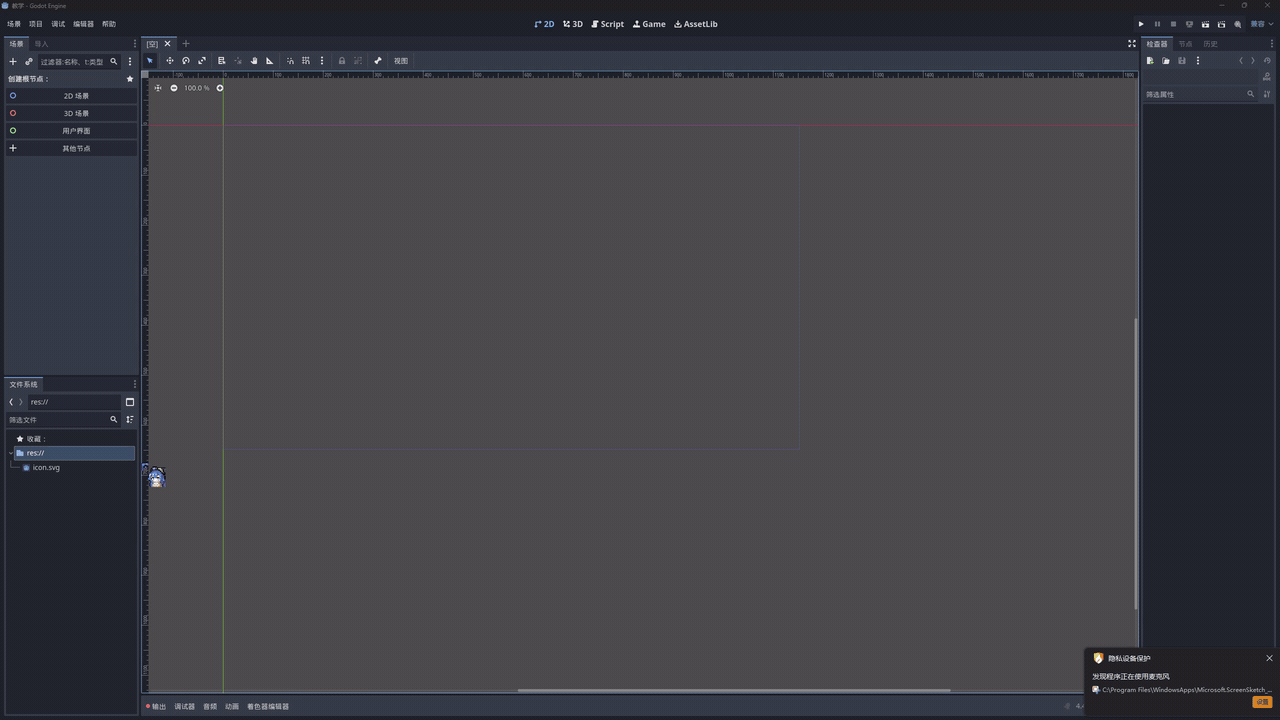 教学 - Godot Engine
场景 项目 调试 编辑器 帮助
2D 3D Script Game AssetLib
兼容
场景 导入
[空]
检查器 节点 历史
过滤器:名称、t:类型
视图
创建根节点：
100.0 %
筛选属性
2D 场景
3D 场景
用户界面
其他节点
文件系统
res://
筛选文件
收藏：
res://
icon.svg
隐私设备保护
发现程序正在使用麦克风
C:\Program Files\WindowsApps\Microsoft.ScreenSketch_...
设置
输出 调试器 音频 动画 着色器编辑器
4.